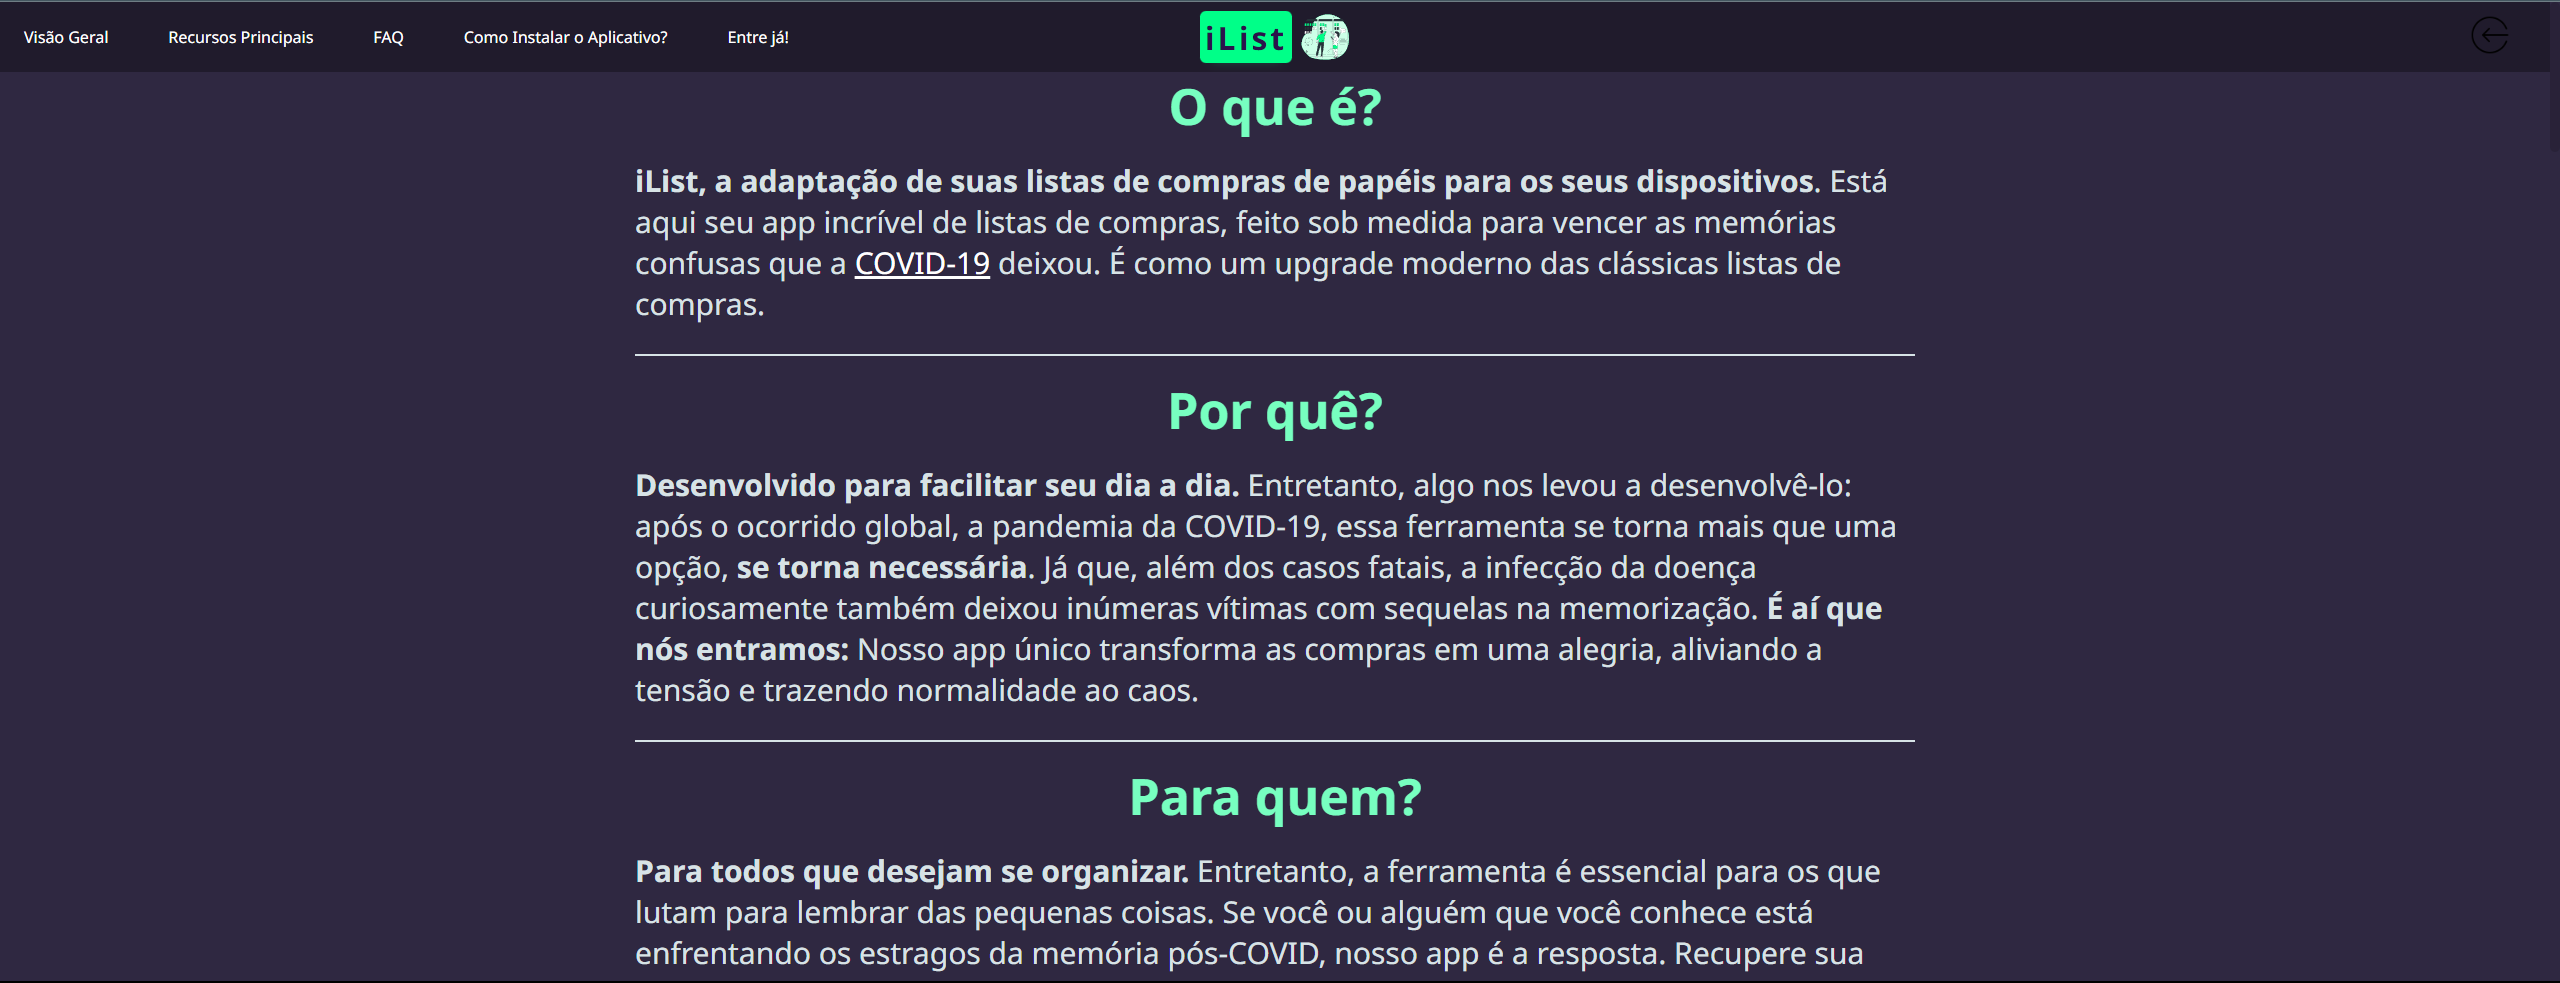 Visão Geral
Recursos Principais
FAQ
Como Instalar o Aplicativo?
Entre já!
iList
O que é?
iList, a adaptação de suas listas de compras de papéis para os seus dispositivos. Está
aqui seu app incrível de listas de compras, feito sob medida para vencer as memórias
confusas que a COVID-19 deixou. É como um upgrade moderno das clássicas listas de
compras.
Por quê?
Desenvolvido para facilitar seu dia a dia. Entretanto, algo nos levou a desenvolvê-lo:
após o ocorrido global, a pandemia da COVID-19, essa ferramenta se torna mais que uma
opção, se torna necessária. Já que, além dos casos fatais, a infecção da doença
curiosamente também deixou inúmeras vítimas com sequelas na memorização. É aí que
nós entramos: Nosso app único transforma as compras em uma alegria, aliviando a
tensão e trazendo normalidade ao caos.
Para quem?
Para todos que desejam se organizar. Entretanto, a ferramenta é essencial para os que
lutam para lembrar das pequenas coisas. Se você ou alguém que você conhece está
enfrentando os estragos da memória pós-COVID, nosso app é a resposta. Recupere sua